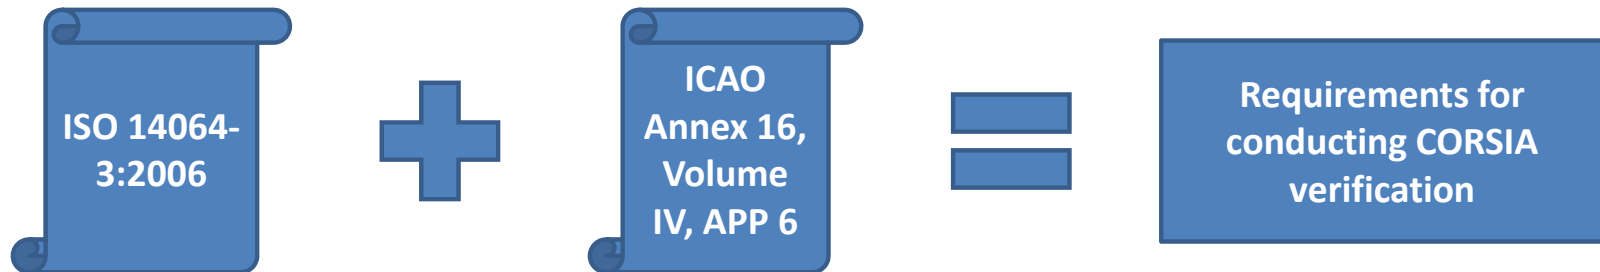 ISO 14064-
3:2006
ICAO
Annex 16,
Volume
IV, APP 6
Requirements for
conducting CORSIA
verification